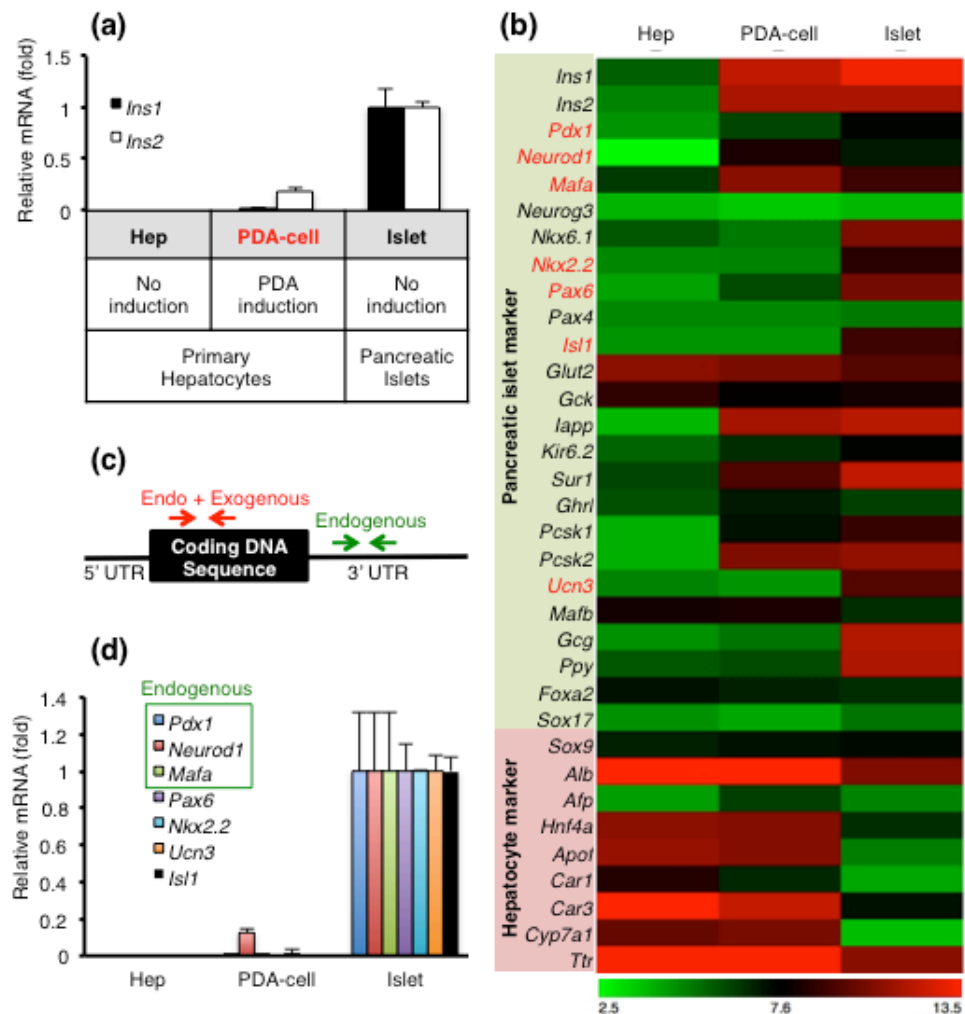 (a)
Relative mRNA (fold)
1.5
1
0.5
0
Ins1
Ins2
Hep
PDA-cell
Islet
No induction
PDA induction
No induction
Primary Hepatocytes
Pancreatic Islets
(c)
Endo + Exogenous
Endogenous
Coding DNA
Sequence
5' UTR
3' UTR
(d)
Relative mRNA (fold)
1.4
1.2
1
0.8
0.6
0.4
0.2
0
Endogenous
Pdx1
Neurod1
Mafa
Pax6
Nkx2.2
Ucn3
Isl1
Hep
PDA-cell
Islet
(b)
Hep
PDA-cell
Islet
Pancreatic islet marker
Ins1
Ins2
Pdx1
Neurod1
Mafa
Neurog3
Nkx6.1
Nkx2.2
Pax6
Pax4
Isl1
Glut2
Gck
Iapp
Kir6.2
Sur1
Ghrl
Pcsk1
Pcsk2
Ucn3
Mafb
Gcg
Ppy
Foxa2
Sox17
Hepatocyte marker
Sox9
Alb
Afp
Hnf4a
Apof
Car1
Car3
Cyp7a1
Ttr
2.5
7.6
13.5